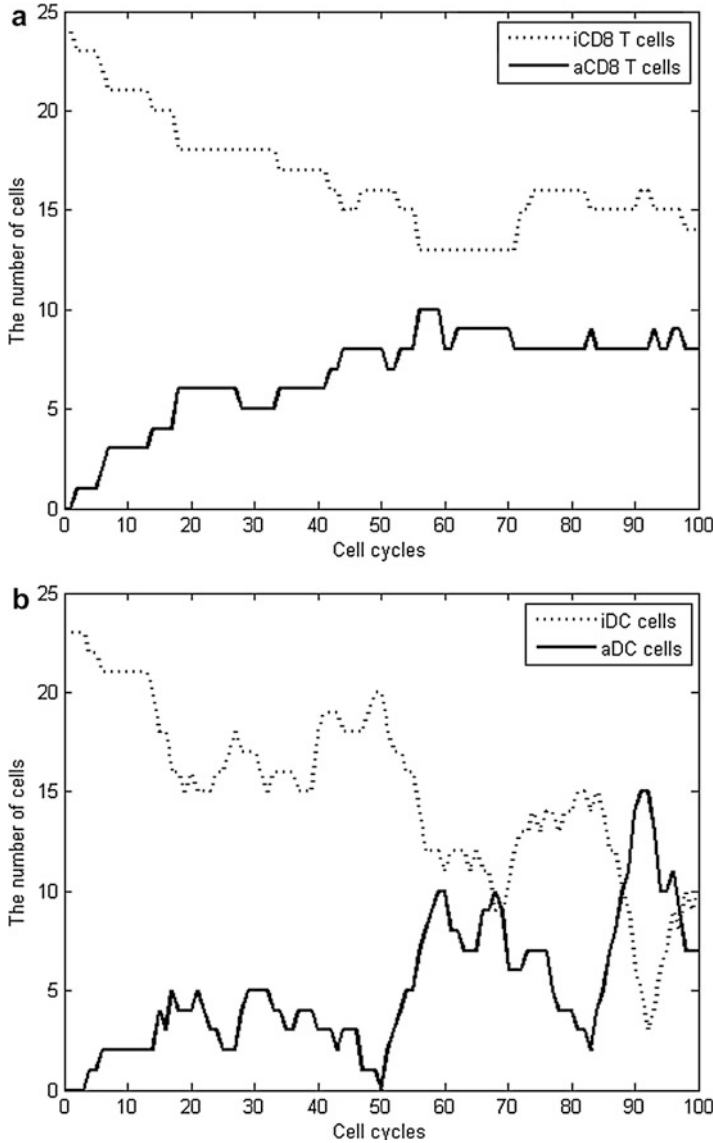 a
iCD8 T cells
aCD8 T cells
The number of cells
25
20
15
10
5
0
0 10 20 30 40 50 60 70 80 90 100
Cell cycles
b
iDC cells
aDC cells
The number of cells
25
20
15
10
5
0
0 10 20 30 40 50 60 70 80 90 100
Cell cycles